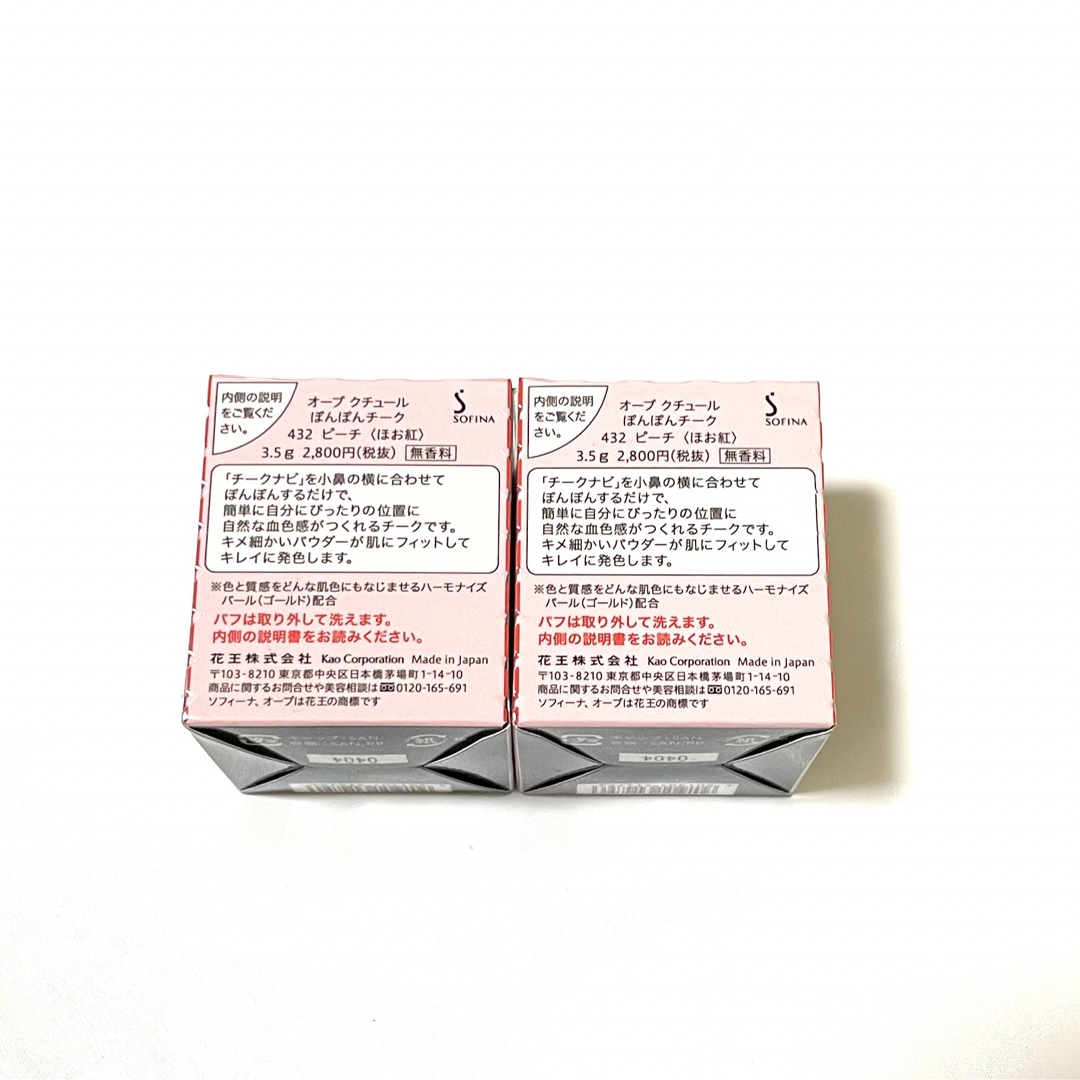 内側の説明
をご覧くだ
さい。
オーブ クチュール
ぽんぽんチーク
432 ピーチ〈ほお紅〉
3.5g 2,800円(税抜) 無香料
SOFINA
「チークナビ」を小鼻の横に合わせて
ぽんぽんするだけで、
簡単に自分にぴったりの位置に
自然な血色感がつくれるチークです。
キメ細かいパウダーが肌にフィットして
キレイに発色します。
※色と質感をどんな肌色にもなじませるハーモナイズ
パール(ゴールド)配合
パフは取り外して洗えます。
内側の説明書をお読みください。
花王株式会社 Kao Corporation Made in Japan
〒103-8210 東京都中央区日本橋茅場町1-14-10
商品に関するお問合せや美容相談は 0120-165-691
ソフィーナ、オーブは花王の商標です
0404
内側の説明
をご覧くだ
さい。
オーブ クチュール
ぽんぽんチーク
432 ピーチ〈ほお紅〉
3.5g 2,800円(税抜) 無香料
SOFINA
「チークナビ」を小鼻の横に合わせて
ぽんぽんするだけで、
簡単に自分にぴったりの位置に
自然な血色感がつくれるチークです。
キメ細かいパウダーが肌にフィットして
キレイに発色します。
※色と質感をどんな肌色にもなじませるハーモナイズ
パール(ゴールド)配合
パフは取り外して洗えます。
内側の説明書をお読みください。
花王株式会社 Kao Corporation Made in Japan
〒103-8210 東京都中央区日本橋茅場町1-14-10
商品に関するお問合せや美容相談は 0120-165-691
ソフィーナ、オーブは花王の商標です
0404